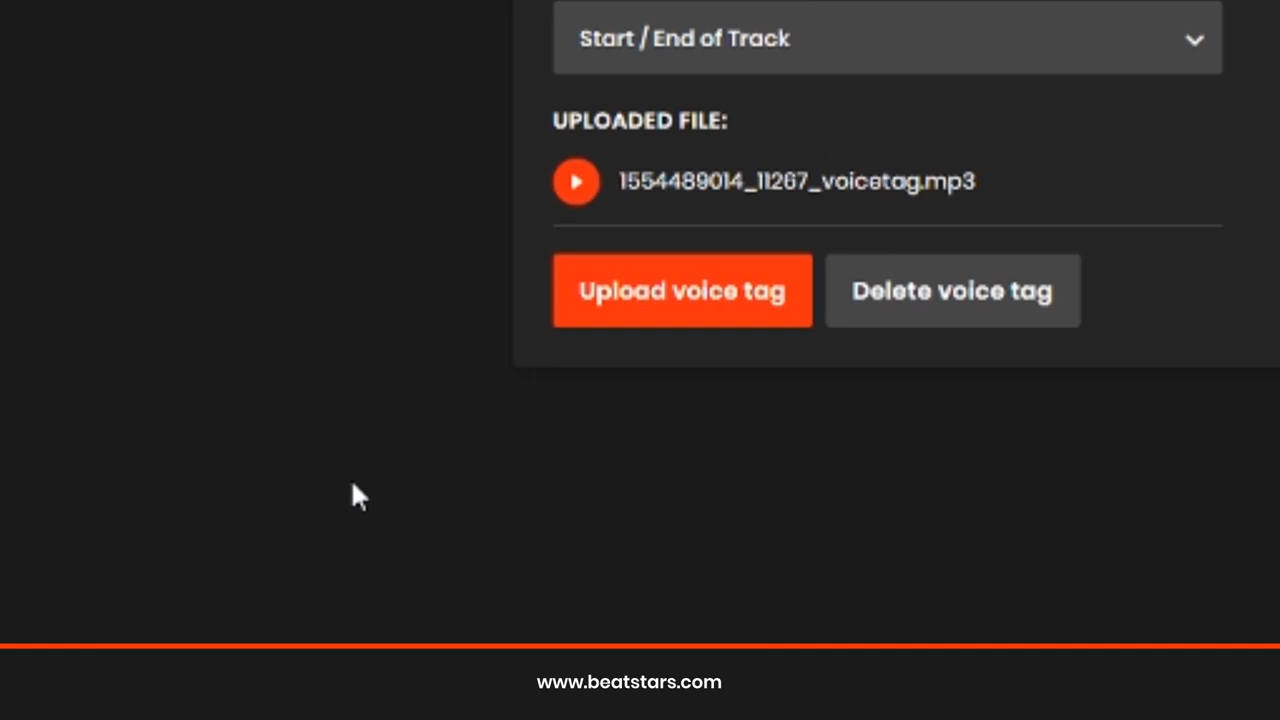 Start / End of Track
UPLOADED FILE:
1554489014_11267_voicetag.mp3
Upload voice tag
Delete voice tag
www.beatstars.com